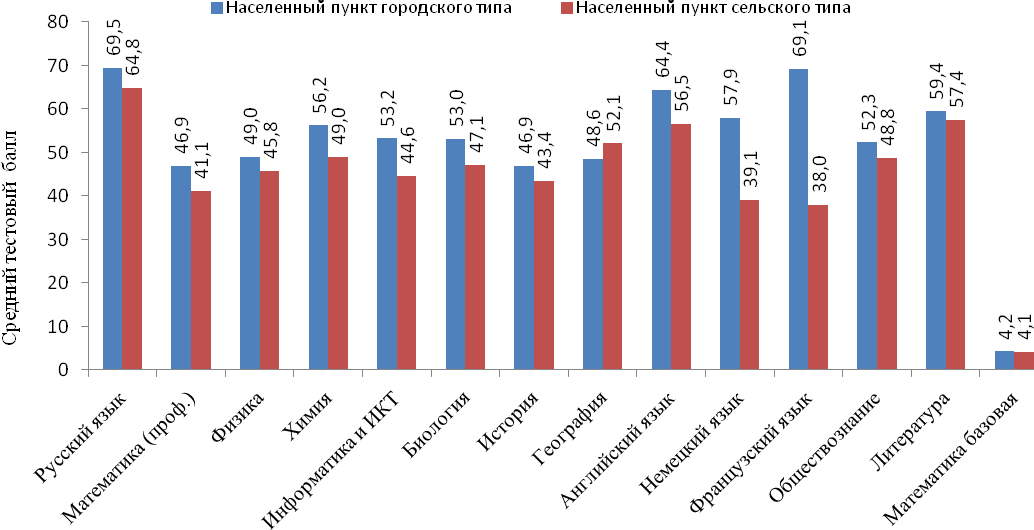 Населенный пункт городского типа
Населенный пункт сельского типа
Средний тестовый балл
80
70
60
50
40
30
20
10
0
69,5
64,8
46,9
41,1
49,0
45,8
56,2
49,0
53,2
44,6
53,0
47,1
46,9
43,4
48,6
52,1
64,4
56,5
57,9
39,1
69,1
38,0
52,3
48,8
59,4
57,4
4,2
4,1
Русский язык
Математика (проф.)
Физика
Химия
Информатика и ИКТ
Биология
История
География
Английский язык
Немецкий язык
Французский язык
Обществознание
Литература
Математика базовая